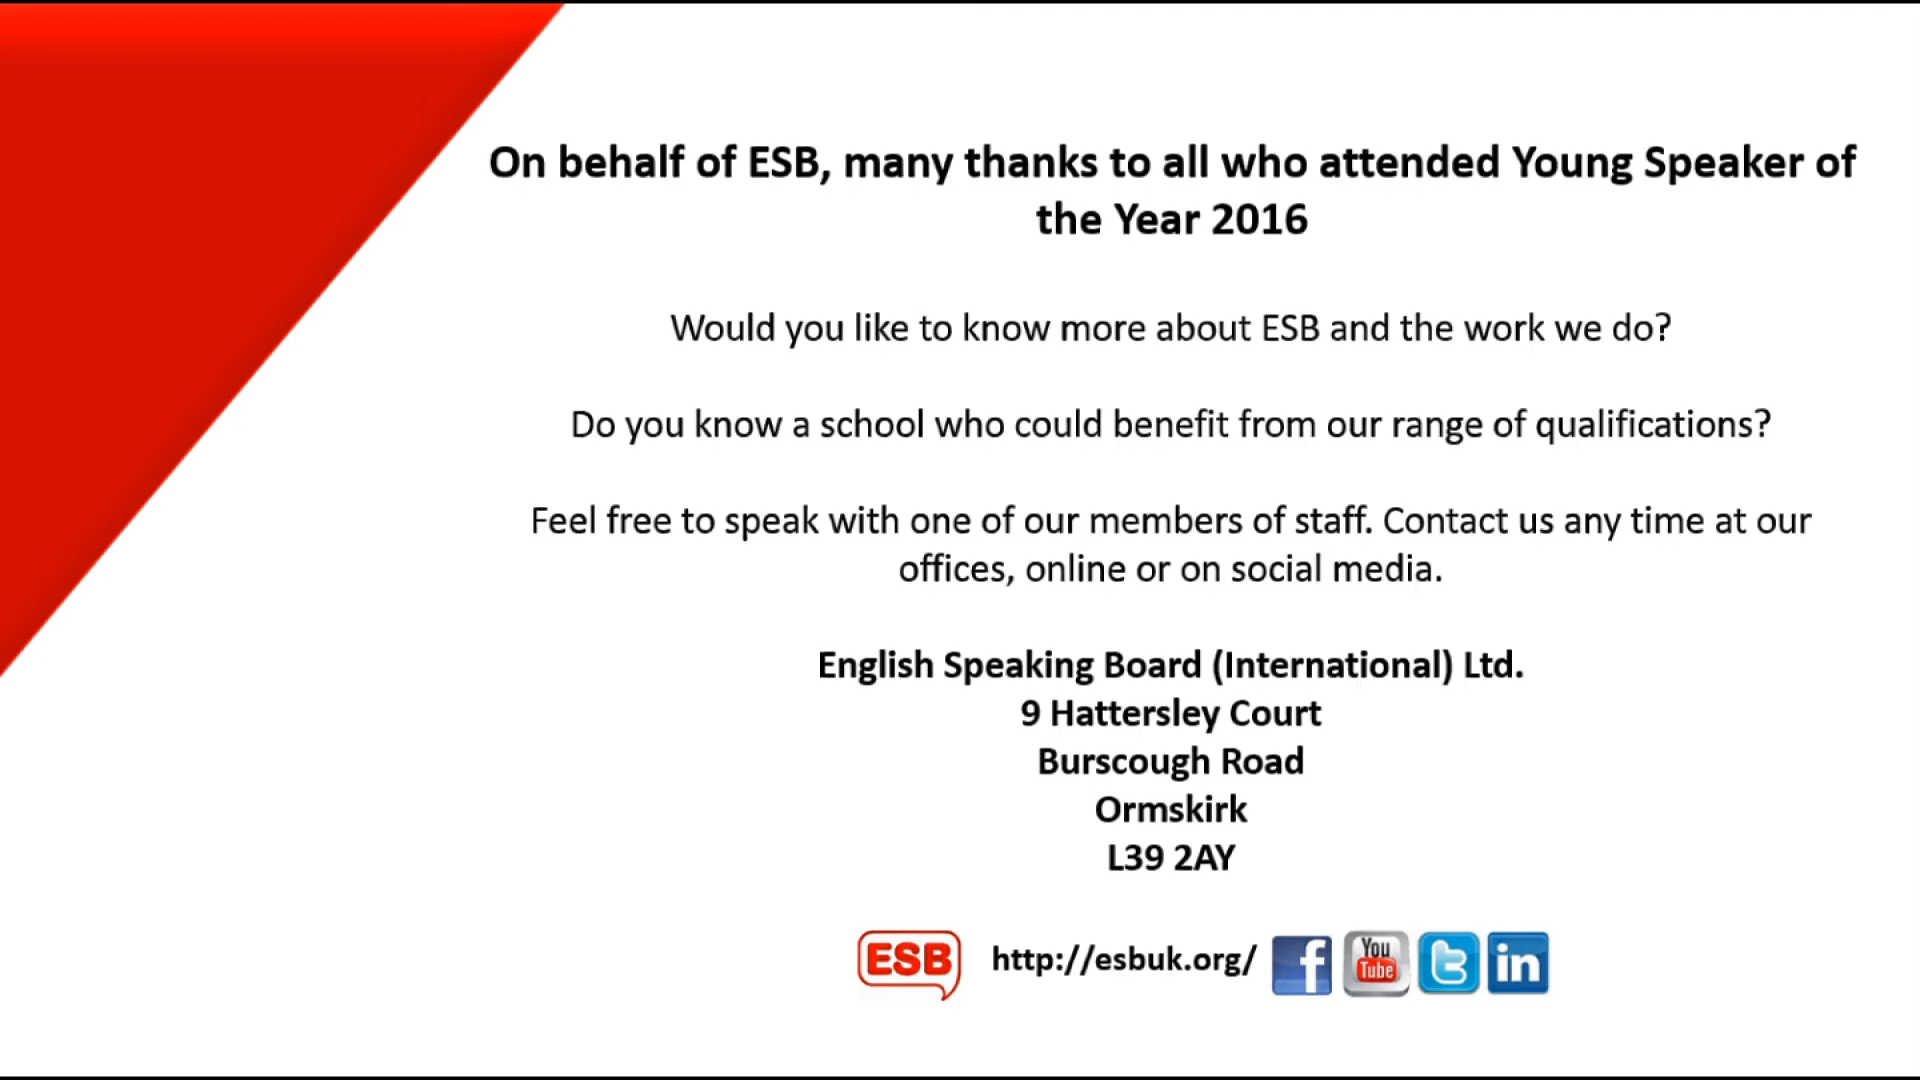 On behalf of ESB, many thanks to all who attended Young Speaker of
the Year 2016
Would you like to know more about ESB and the work we do?
Do you know a school who could benefit from our range of qualifications?
Feel free to speak with one of our members of staff. Contact us any time at our
offices, online or on social media.
English Speaking Board (International) Ltd.
9 Hattersley Court
Burscough Road
Ormskirk
L39 2AY
ESB http://esbuk.org/ f You Tube t in